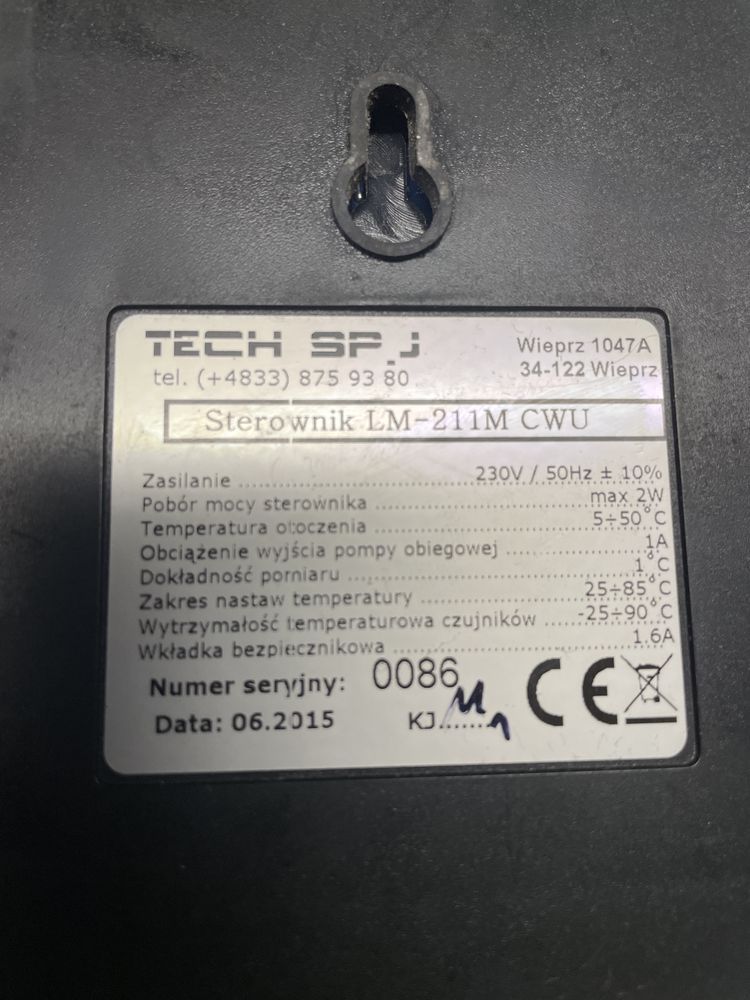 TECH SP.J
Wieprz 1047A
34-122 Wieprz
tel. (+4833) 875 93 80
Sterownik LM-211M CWU
Zasilanie ........ 230V / 50Hz ± 10%
Pobór mocy sterownika ........ max 2W
Temperatura otoczenia ........ 5÷50°C
Obciążenie wyjścia pompy obiegowej ........ 1A
Dokładność pomiaru ........ 1°C
Zakres nastaw temperatury ........ 25÷85°C
Wytrzymałość temperaturowa czujników ........ -25÷90°C
Wkładka bezpiecznikowa ........ 1.6A
Numer seryjny: 0086
Data: 06.2015 KJ........
CE